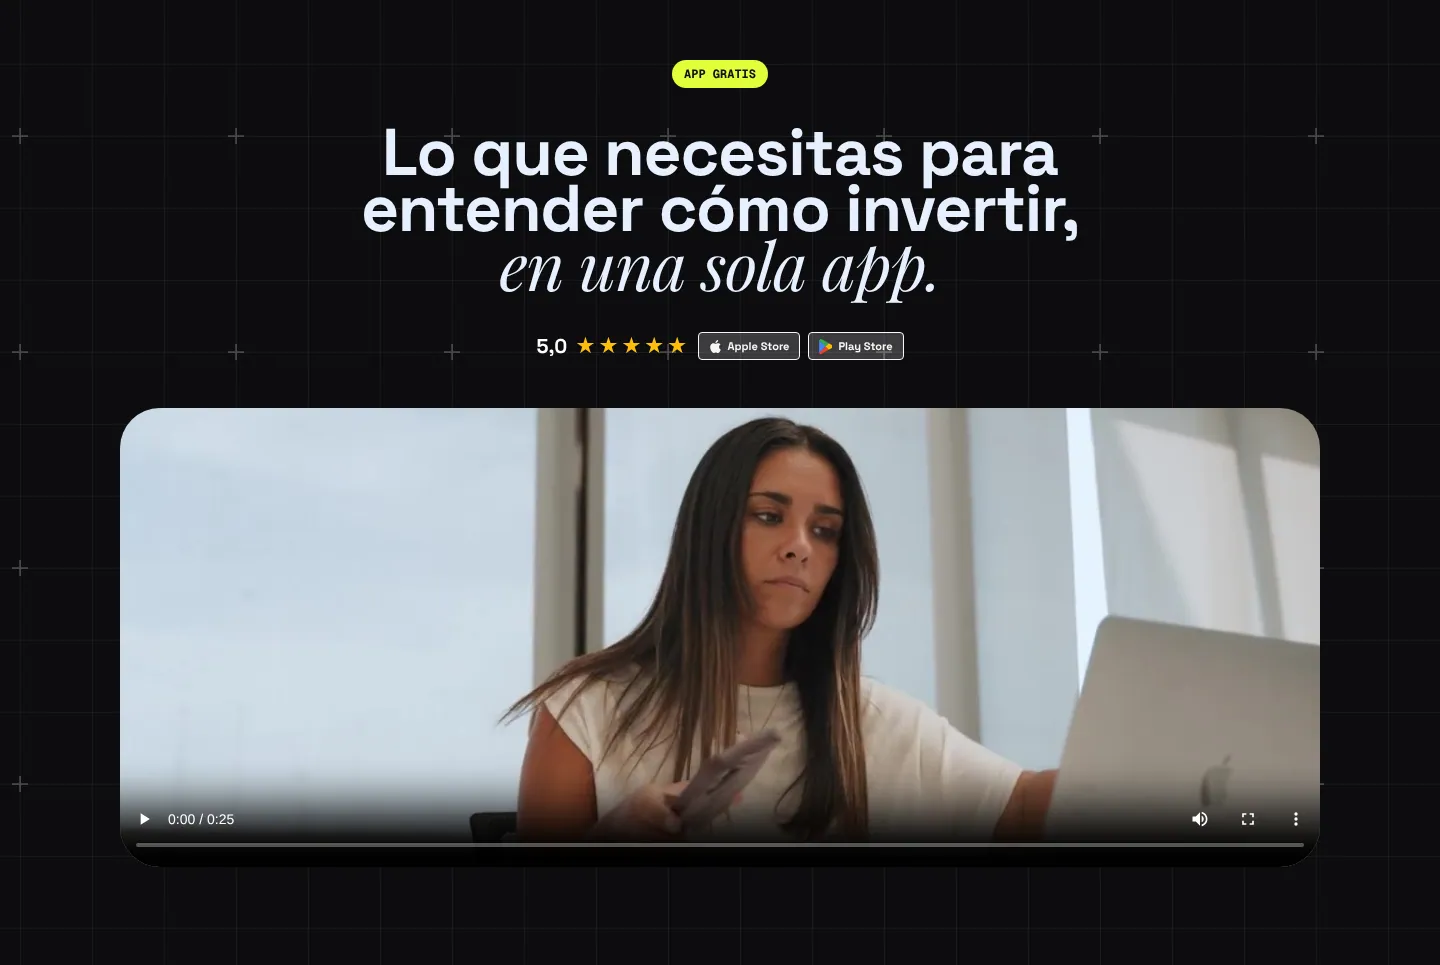 APP GRATIS
Lo que necesitas para
entender cómo invertir,
en una sola app.
5,0 ★★★★★ Apple Store Play Store
0:00 / 0:25